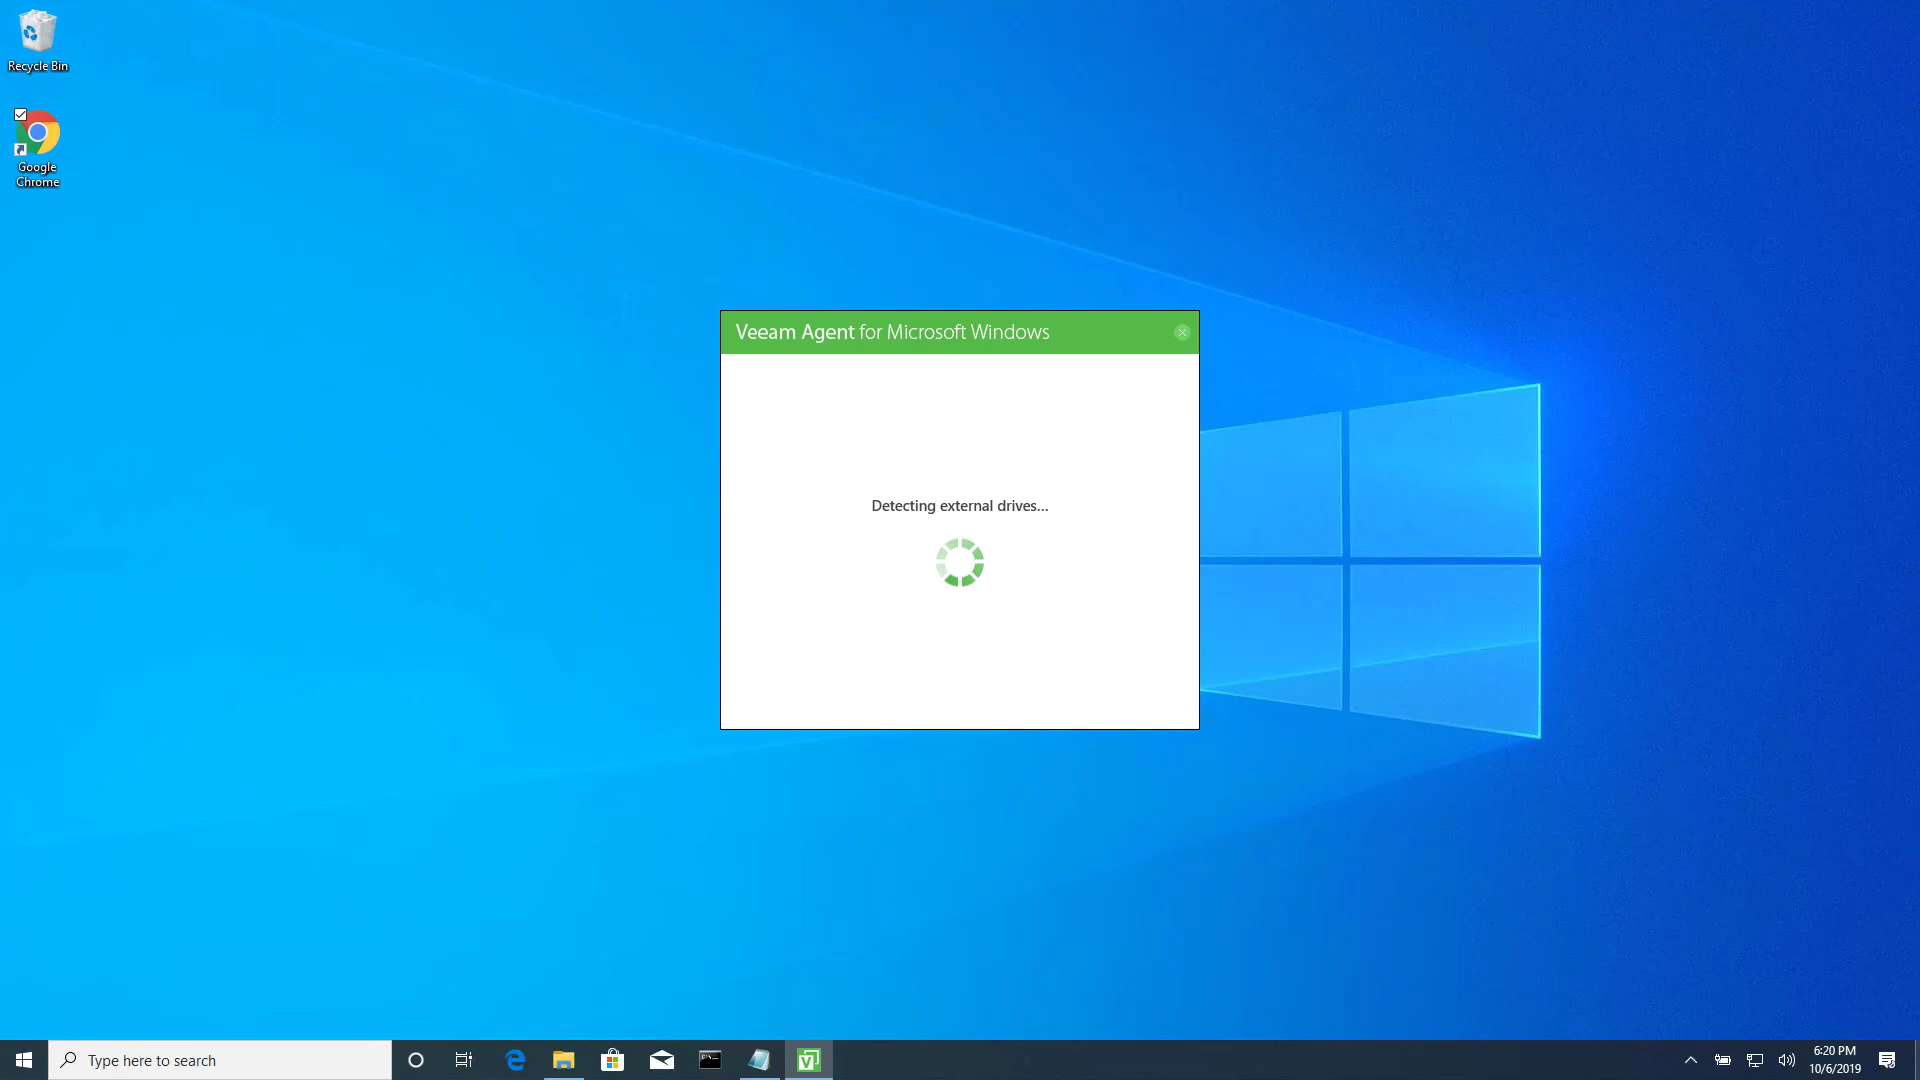 Recycle Bin
Google
Chrome
Veeam Agent for Microsoft Windows
Detecting external drives...
Type here to search
6:20 PM
10/6/2019